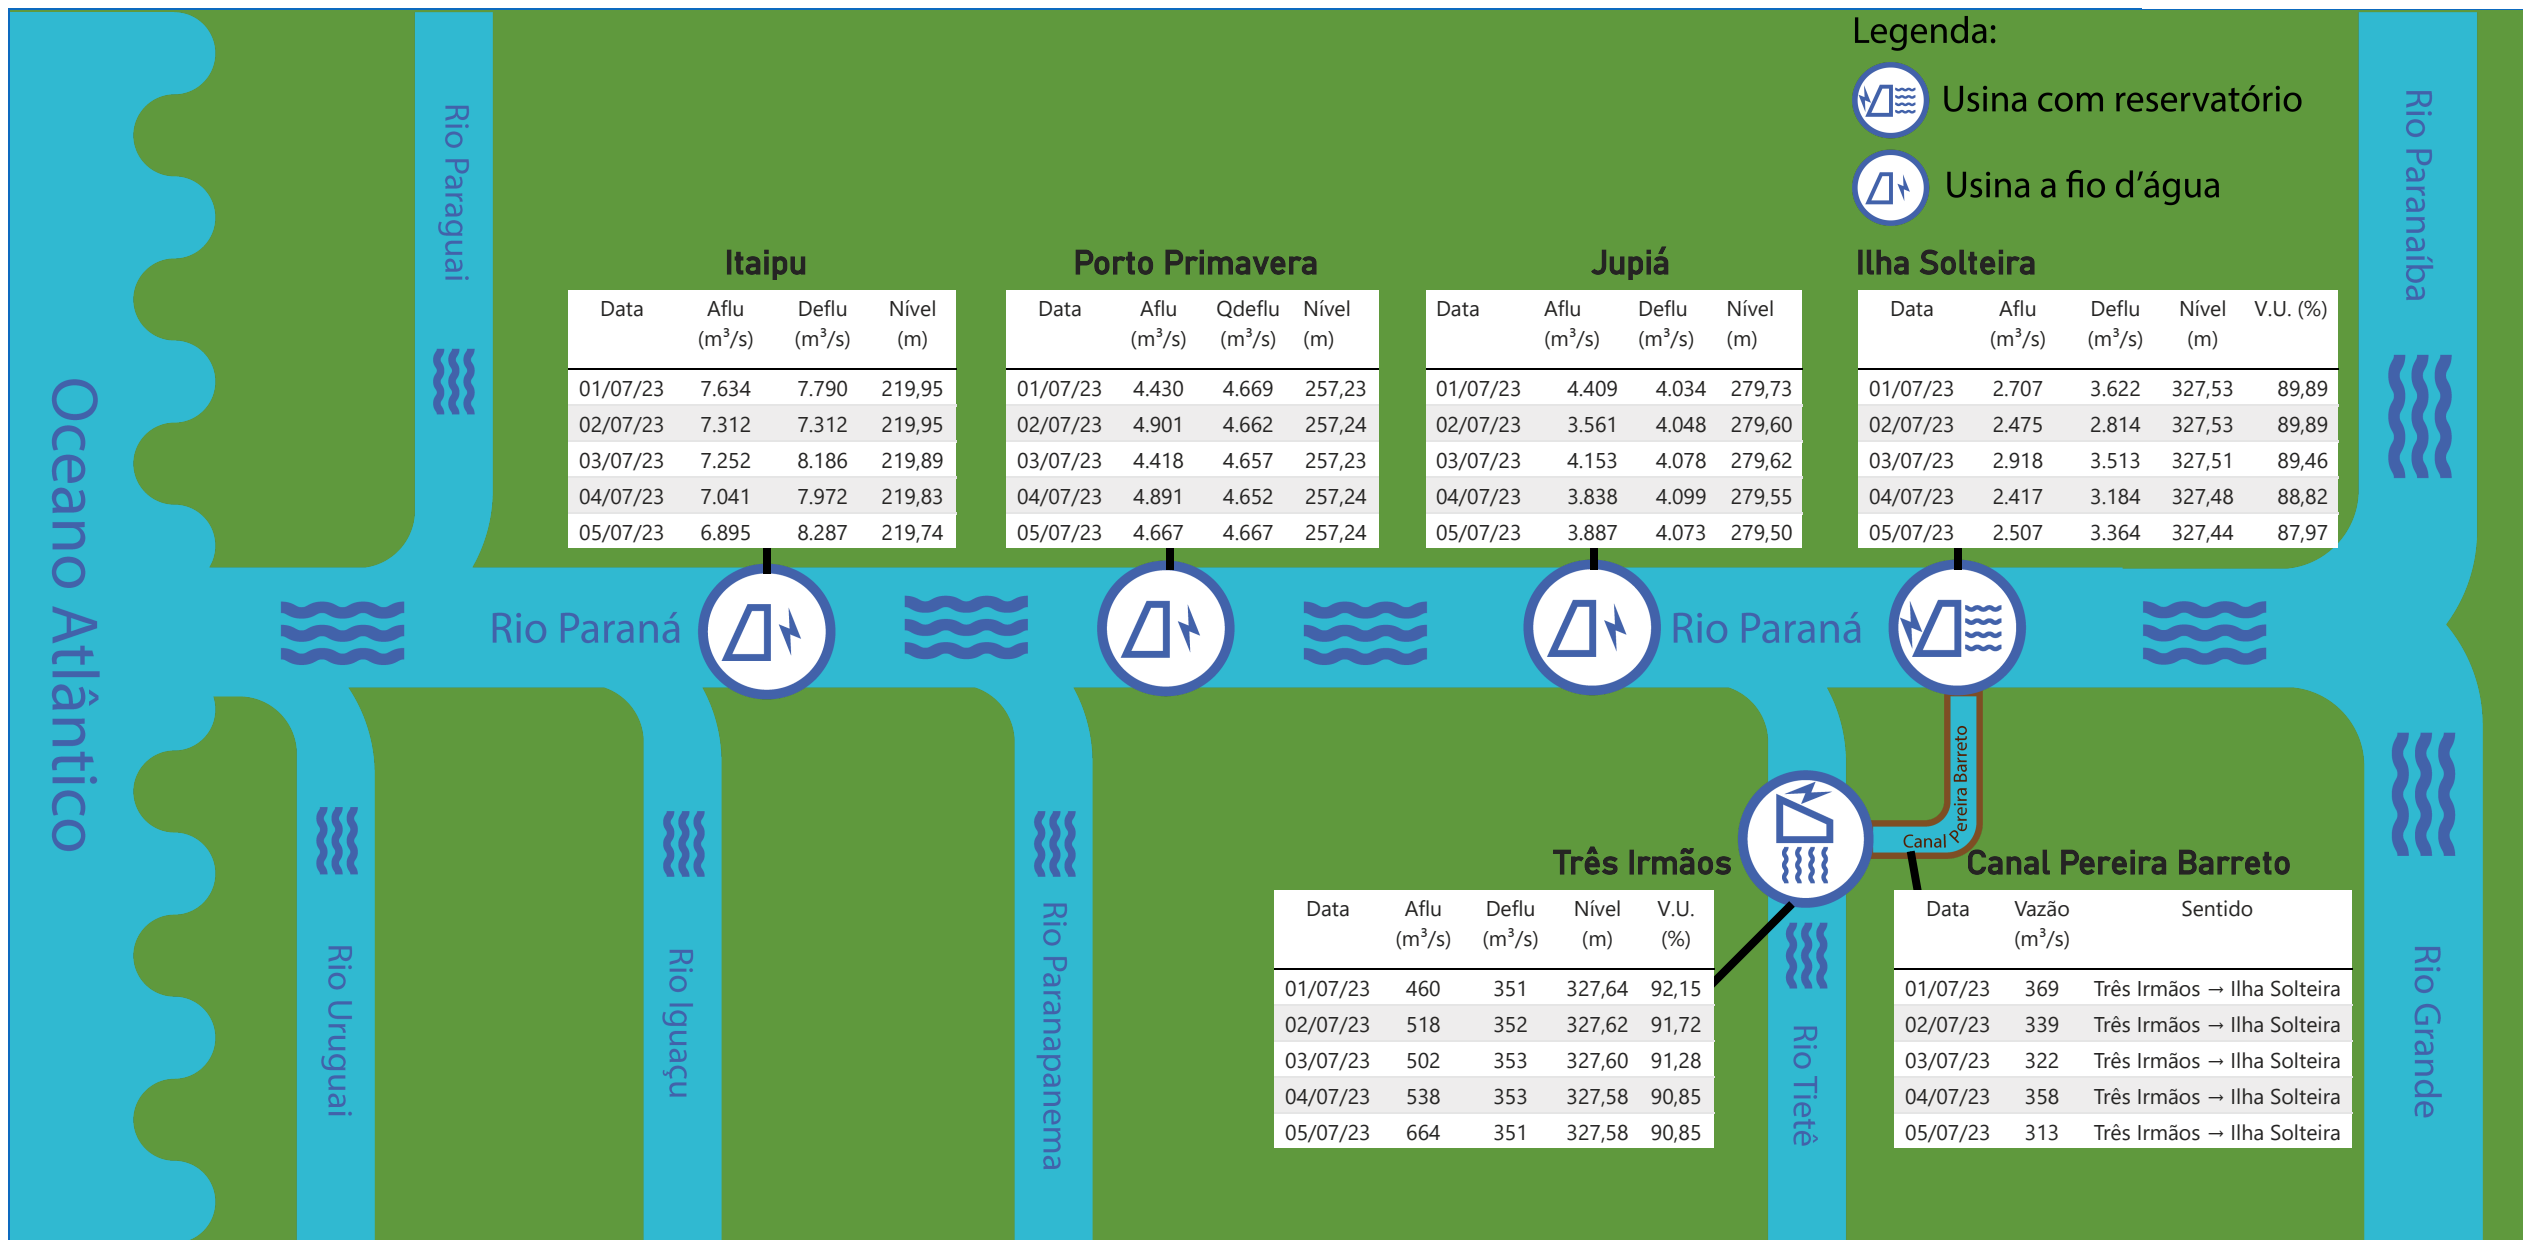 Legenda:
Usina com reservatório
Usina a fio d'água
Oceano Atlântico
Rio Paraguai
Rio Paranaíba
Itaipu
Data Aflu Deflu Nível
(m³/s) (m³/s) (m)
01/07/23 7.634 7.790 219,95
02/07/23 7.312 7.312 219,95
03/07/23 7.252 8.186 219,89
04/07/23 7.041 7.972 219,83
05/07/23 6.895 8.287 219,74
Porto Primavera
Data Aflu Qdeflu Nível
(m³/s) (m³/s) (m)
01/07/23 4.430 4.669 257,23
02/07/23 4.901 4.662 257,24
03/07/23 4.418 4.657 257,23
04/07/23 4.891 4.652 257,24
05/07/23 4.667 4.667 257,24
Jupiá
Data Aflu Deflu Nível
(m³/s) (m³/s) (m)
01/07/23 4.409 4.034 279,73
02/07/23 3.561 4.048 279,60
03/07/23 4.153 4.078 279,62
04/07/23 3.838 4.099 279,55
05/07/23 3.887 4.073 279,50
Ilha Solteira
Data Aflu Deflu Nível V.U. (%)
(m³/s) (m³/s) (m)
01/07/23 2.707 3.622 327,53 89,89
02/07/23 2.475 2.814 327,53 89,89
03/07/23 2.918 3.513 327,51 89,46
04/07/23 2.417 3.184 327,48 88,82
05/07/23 2.507 3.364 327,44 87,97
Rio Paraná
Rio Paraná
Canal Pereira Barreto
Três Irmãos
Data Aflu Deflu Nível V.U.
(m³/s) (m³/s) (m) (%)
01/07/23 460 351 327,64 92,15
02/07/23 518 352 327,62 91,72
03/07/23 502 353 327,60 91,28
04/07/23 538 353 327,58 90,85
05/07/23 664 351 327,58 90,85
Canal Pereira Barreto
Data Vazão Sentido
(m³/s)
01/07/23 369 Três Irmãos → Ilha Solteira
02/07/23 339 Três Irmãos → Ilha Solteira
03/07/23 322 Três Irmãos → Ilha Solteira
04/07/23 358 Três Irmãos → Ilha Solteira
05/07/23 313 Três Irmãos → Ilha Solteira
Rio Uruguai
Rio Iguaçu
Rio Paranapanema
Rio Tietê
Rio Grande